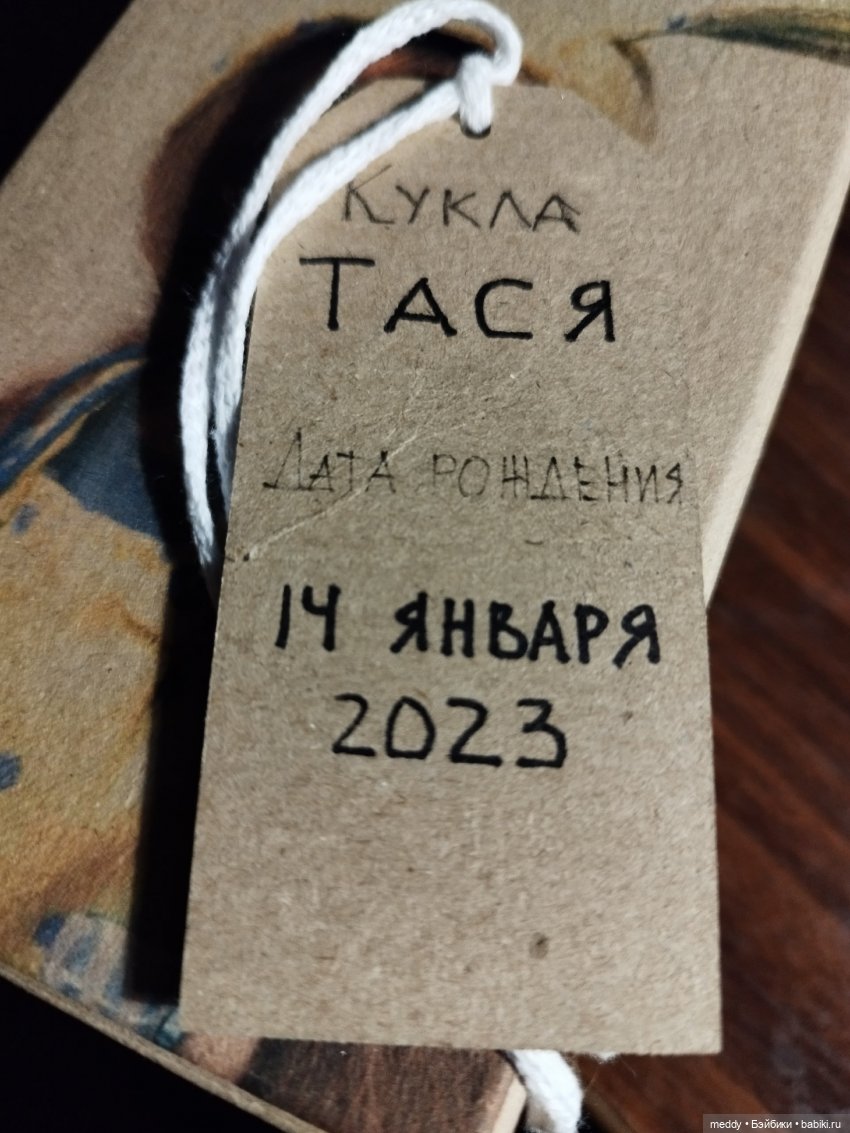 Кукла
Тася
Дата рождения
14 января
2023
meddy • Бэйбики • babiki.ru